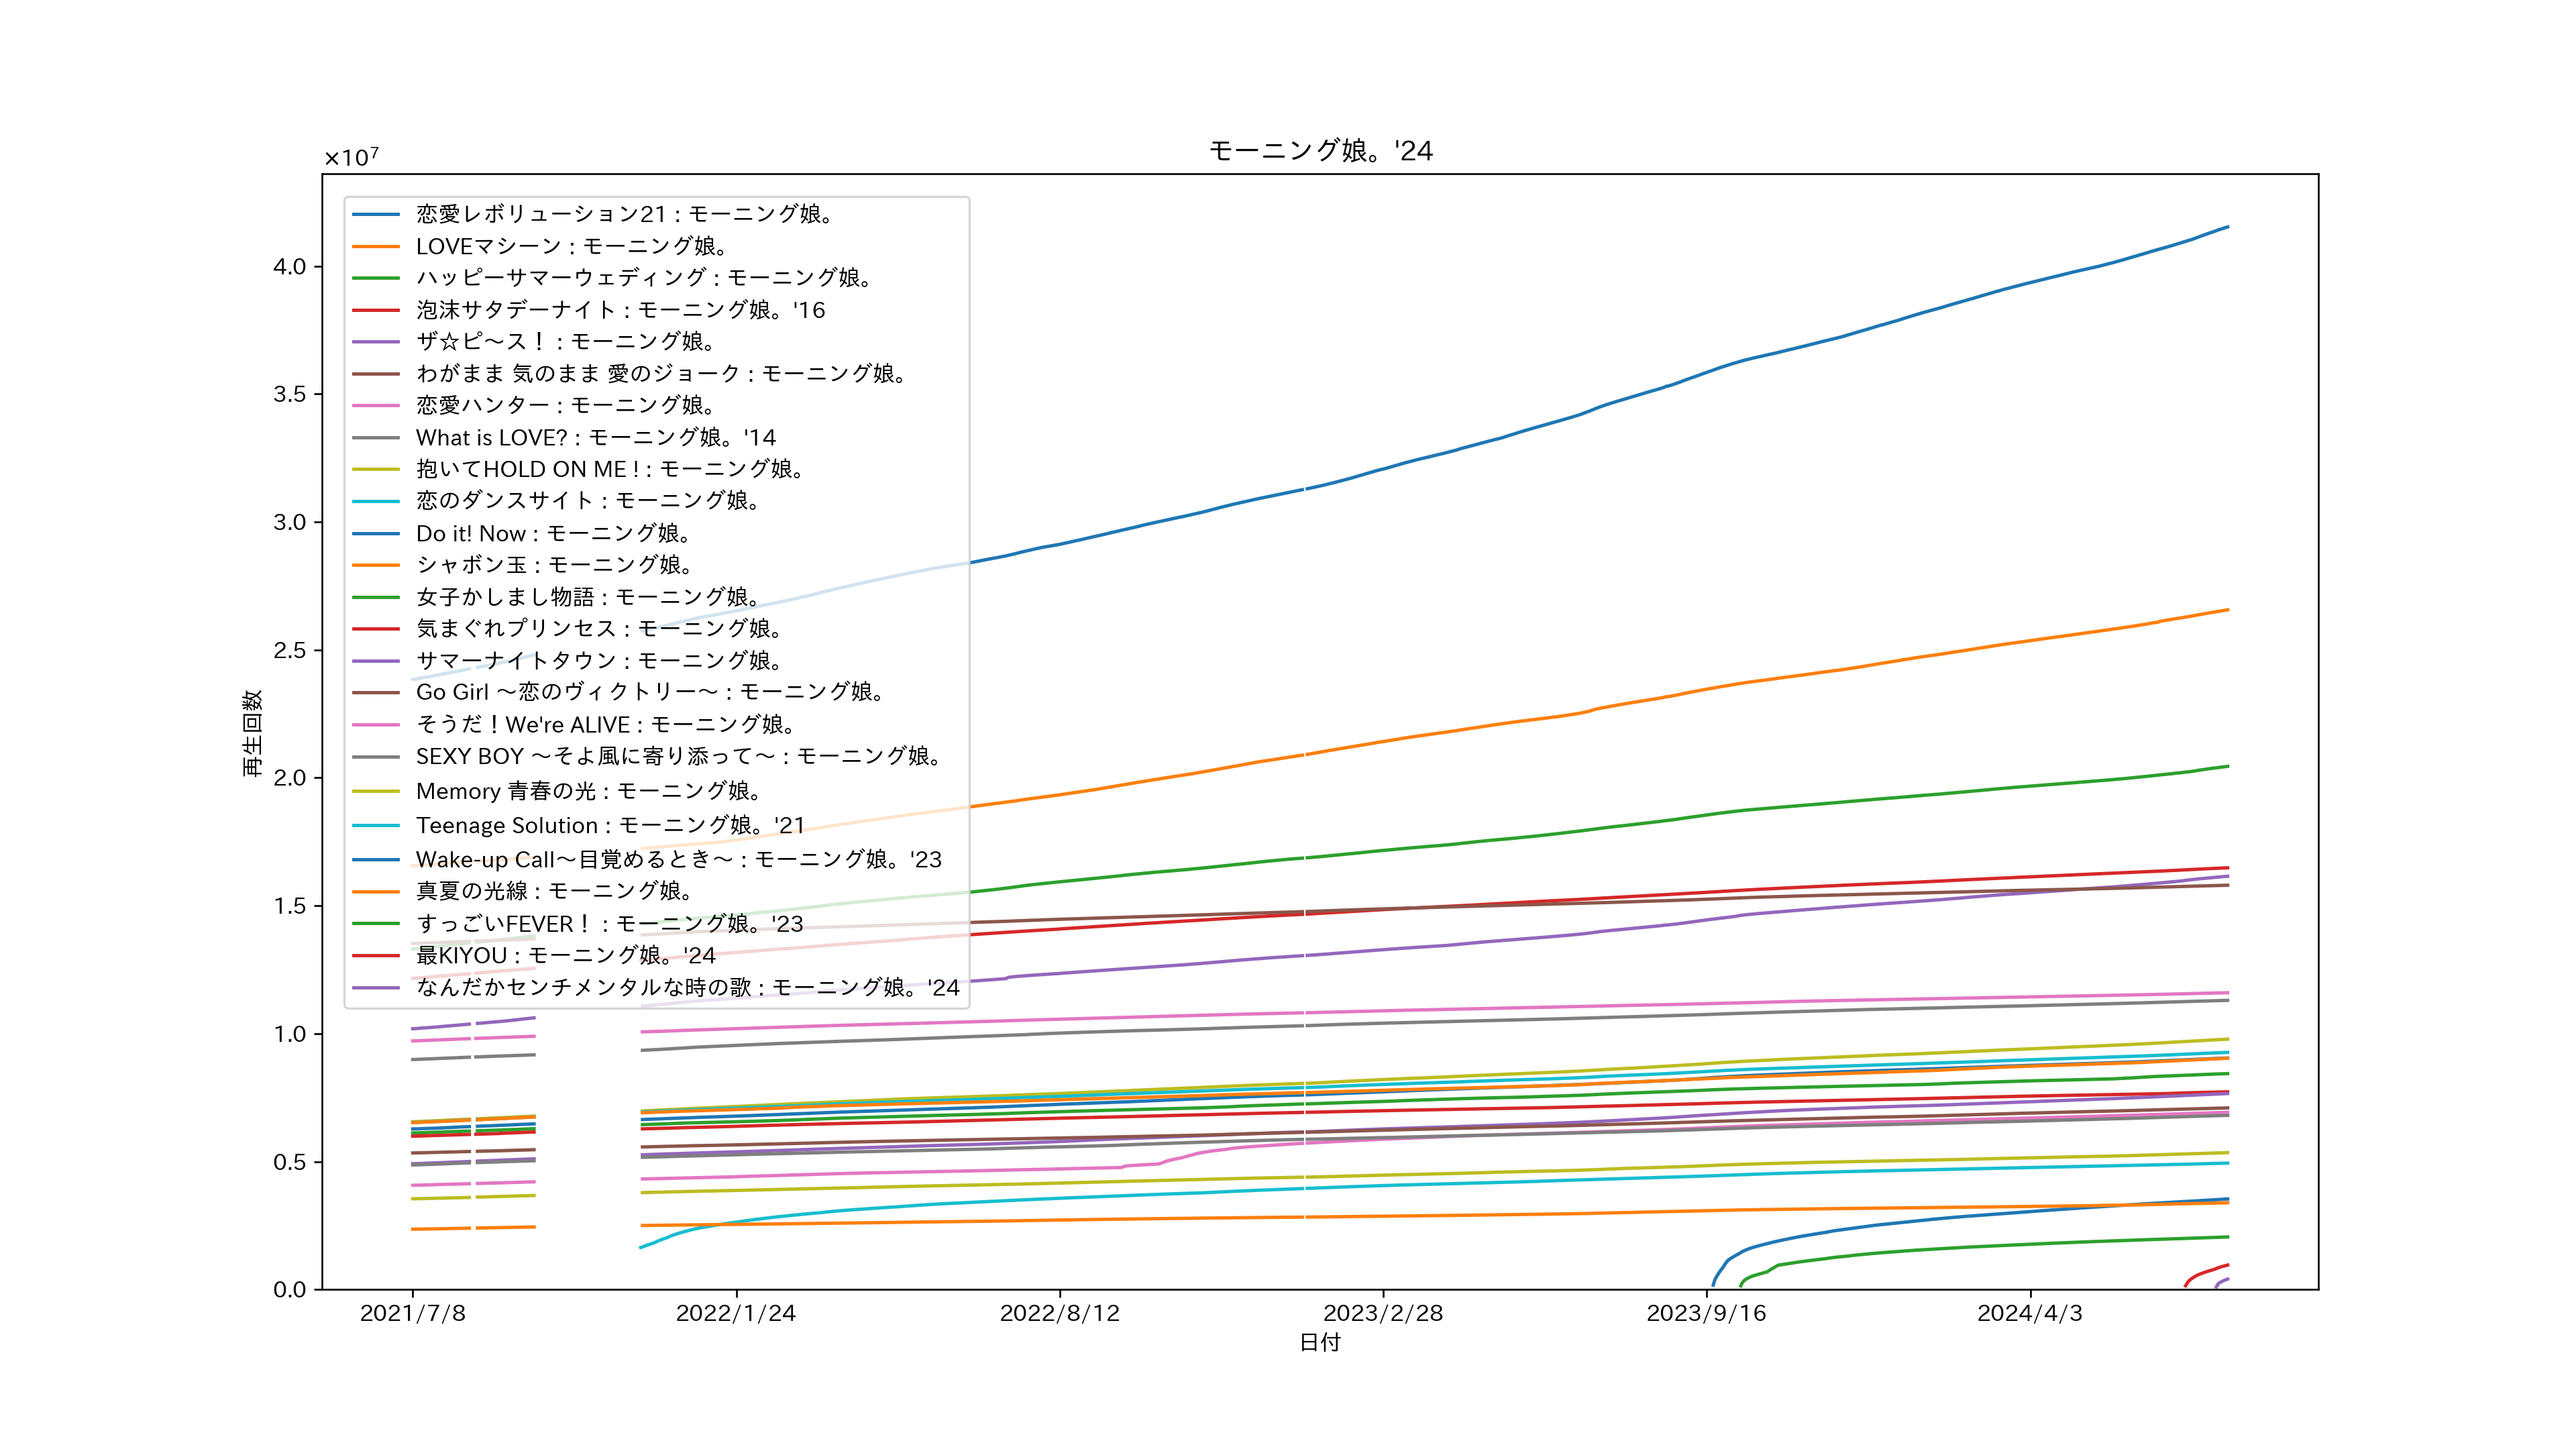 モーニング娘。'24
×10⁷
恋愛レボリューション21 : モーニング娘。
LOVEマシーン : モーニング娘。
ハッピーサマーウェディング : モーニング娘。
泡沫サタデーナイト : モーニング娘。'16
ザ☆ピ〜ス！ : モーニング娘。
わがまま 気のまま 愛のジョーク : モーニング娘。
恋愛ハンター : モーニング娘。
What is LOVE? : モーニング娘。'14
抱いてHOLD ON ME ! : モーニング娘。
恋のダンスサイト : モーニング娘。
Do it! Now : モーニング娘。
シャボン玉 : モーニング娘。
女子かしまし物語 : モーニング娘。
気まぐれプリンセス : モーニング娘。
サマーナイトタウン : モーニング娘。
Go Girl 〜恋のヴィクトリー〜 : モーニング娘。
そうだ！We're ALIVE : モーニング娘。
SEXY BOY 〜そよ風に寄り添って〜 : モーニング娘。
Memory 青春の光 : モーニング娘。
Teenage Solution : モーニング娘。'21
Wake-up Call〜目覚めるとき〜 : モーニング娘。'23
真夏の光線 : モーニング娘。
すっごいFEVER！ : モーニング娘。'23
最KIYOU : モーニング娘。'24
なんだかセンチメンタルな時の歌 : モーニング娘。'24
4.0
3.5
3.0
2.5
2.0
1.5
1.0
0.5
0.0
再生回数
2021/7/8
2022/1/24
2022/8/12
2023/2/28
2023/9/16
2024/4/3
日付